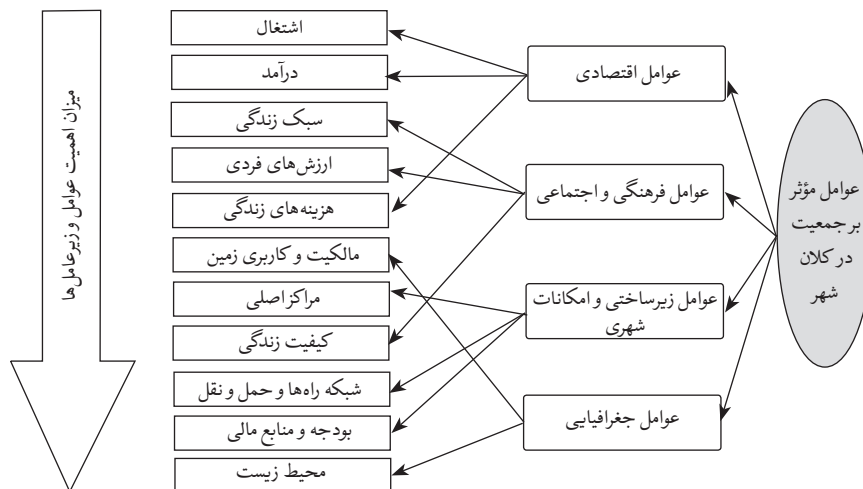 عوامل مؤثر
بر جمعیت
در کلان
شهر
عوامل اقتصادی
عوامل فرهنگی و اجتماعی
عوامل زیرساختی و امکانات
شهری
عوامل جغرافیایی
اشتغال
درآمد
سبک زندگی
ارزش‌های فردی
هزینه‌های زندگی
مالکیت و کاربری زمین
مراکز اصلی
کیفیت زندگی
شبکه راه‌ها و حمل و نقل
بودجه و منابع مالی
محیط زیست
میزان اهمیت عوامل و زیرعامل‌ها